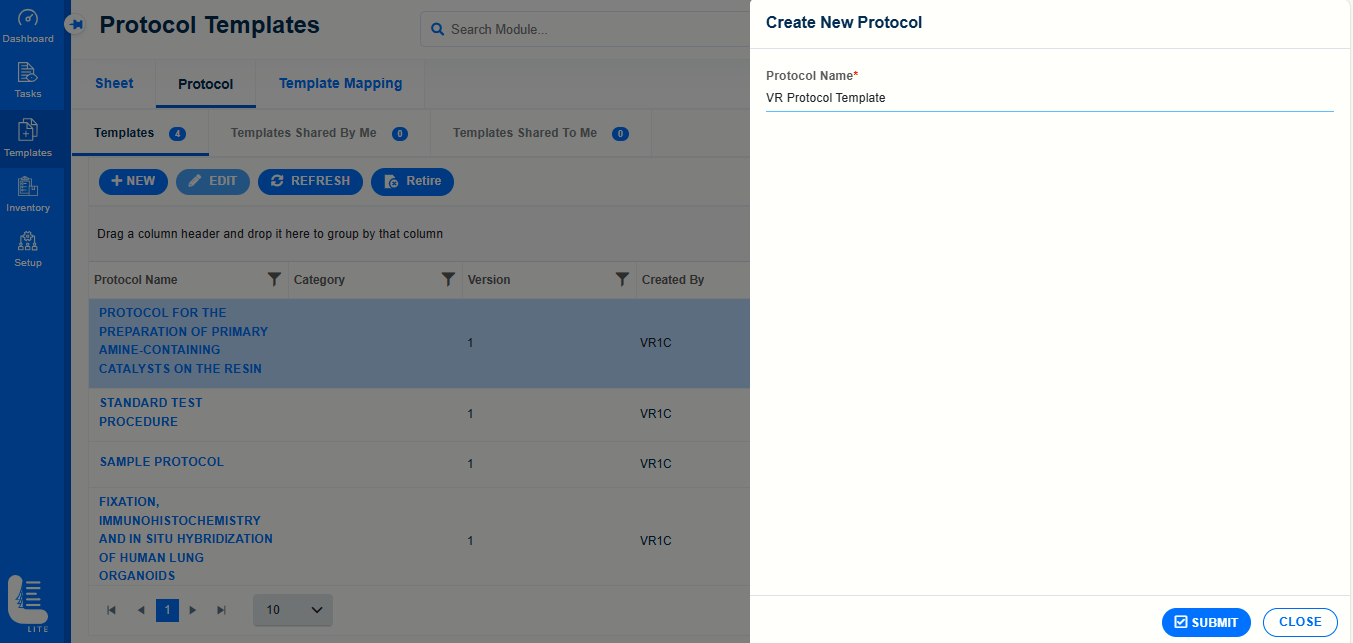 Dashboard
Tasks
Templates
Inventory
Setup
LITE
Protocol Templates
Search Module...
Sheet
Protocol
Template Mapping
Templates 4
Templates Shared By Me 0
Templates Shared To Me 0
NEW
EDIT
REFRESH
Retire
Drag a column header and drop it here to group by that column
Protocol Name Category Version Created By
PROTOCOL FOR THE
PREPARATION OF PRIMARY
AMINE-CONTAINING
CATALYSTS ON THE RESIN
1 VR1C
STANDARD TEST
PROCEDURE
1 VR1C
SAMPLE PROTOCOL 1 VR1C
FIXATION,
IMMUNOHISTOCHEMISTRY
AND IN SITU HYBRIDIZATION
OF HUMAN LUNG
ORGANOIDS
1 VR1C
1
10
Create New Protocol
Protocol Name*
VR Protocol Template
SUBMIT
CLOSE